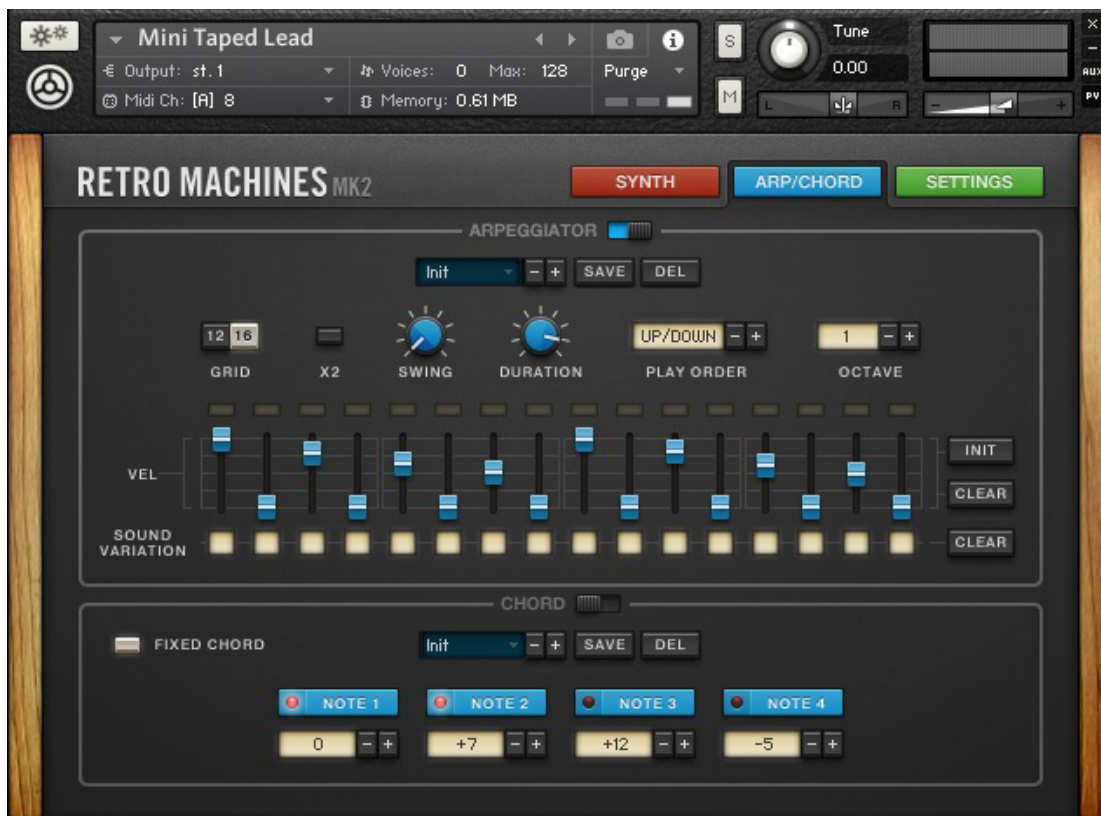 Mini Taped Lead
S
Tune
0.00
×
−
AUX
PV
Output: st. 1
Voices: 0 Max: 128
Purge
Midi Ch: [A] 8
Memory: 0.61 MB
M
L R
− +
RETRO MACHINES MK2
SYNTH
ARP/CHORD
SETTINGS
ARPEGGIATOR
Init − + SAVE DEL
12 16
UP/DOWN − +
1 − +
GRID X2 SWING DURATION PLAY ORDER OCTAVE
VEL
INIT
CLEAR
SOUND
VARIATION
CLEAR
CHORD
FIXED CHORD
Init − + SAVE DEL
NOTE 1 NOTE 2 NOTE 3 NOTE 4
0 − + +7 − + +12 − + -5 − +